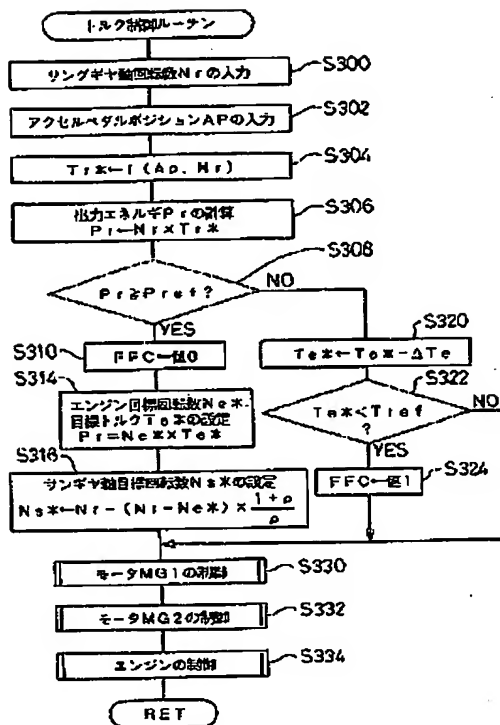 トルク制御ルーチン
リングギヤ軸回転数Nrの入力
S300
アクセルペダルポジションAPの入力
S302
Tr*←f(Ap, Nr)
S304
出力エネルギPrの計算
Pr←Nr×Tr*
S306
Pr≧Pref?
S308
NO
YES
FFC←値0
S310
Te*←Te*-ΔTe
S320
エンジン目標回転数Ne*,
目標トルクTe*の設定
Pr=Ne*×Te*
S314
Te*<Tref
?
S322
NO
YES
サンギヤ軸目標回転数Ns*の設定
Ns*←Nr-(Nr-Ne*)×1+ρ/ρ
S316
FFC←値1
S324
モータMG1の制御
S330
モータMG2の制御
S332
エンジンの制御
S334
RET